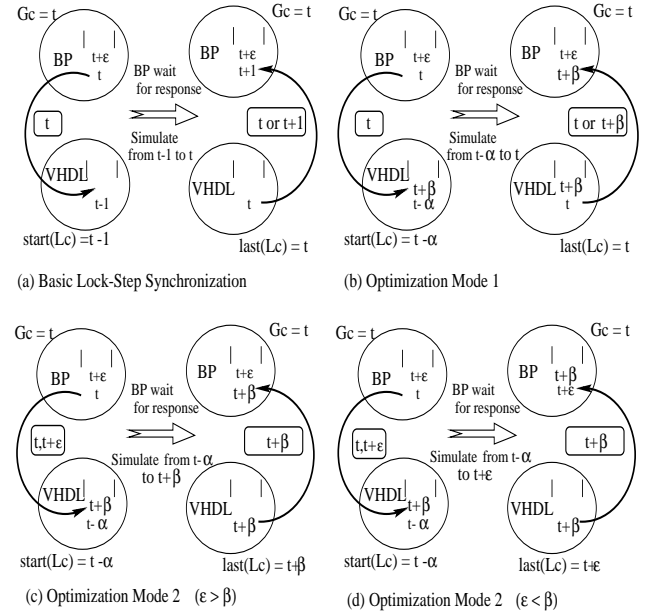 Gc = t
BP
t+ε
t
BP wait
for response
t
Simulate
from t-1 to t
VHDL
t-1
start(Lc) = t -1
Gc = t
BP
t+ε
t+1
t or t+1
VHDL
t
last(Lc) = t
(a) Basic Lock-Step Synchronization
Gc = t
BP
t+ε
t
BP wait
for response
t
Simulate
from t-α to t
VHDL
t+β
t-α
start(Lc) = t -α
Gc = t
BP
t+ε
t+β
t or t+β
VHDL
t+β
t
last(Lc) = t
(b) Optimization Mode 1
Gc = t
BP
t+ε
t
BP wait
for response
t,t+ε
Simulate from t-α
to t+β
VHDL
t+β
t-α
start(Lc) = t -α
Gc = t
BP
t+ε
t+β
t+β
VHDL
t+β
last(Lc) = t+β
(c) Optimization Mode 2 (ε > β)
Gc = t
BP
t+ε
t
BP wait
for response
t,t+ε
Simulate from t-α
to t+ε
VHDL
t+β
t-α
start(Lc) = t -α
Gc = t
BP
t+β
t+ε
t+β
VHDL
t+β
last(Lc) = t+ε
(d) Optimization Mode 2 (ε < β)